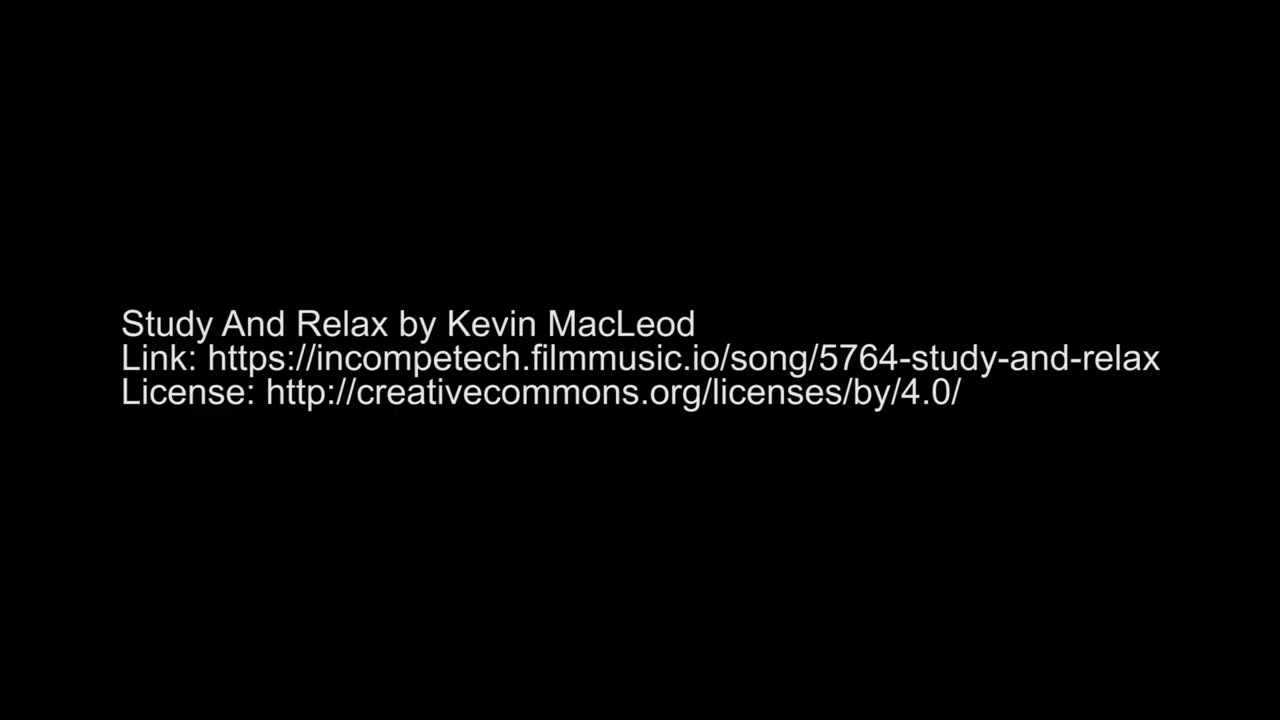 Study And Relax by Kevin MacLeod
Link: https://incompetech.filmmusic.io/song/5764-study-and-relax
License: http://creativecommons.org/licenses/by/4.0/